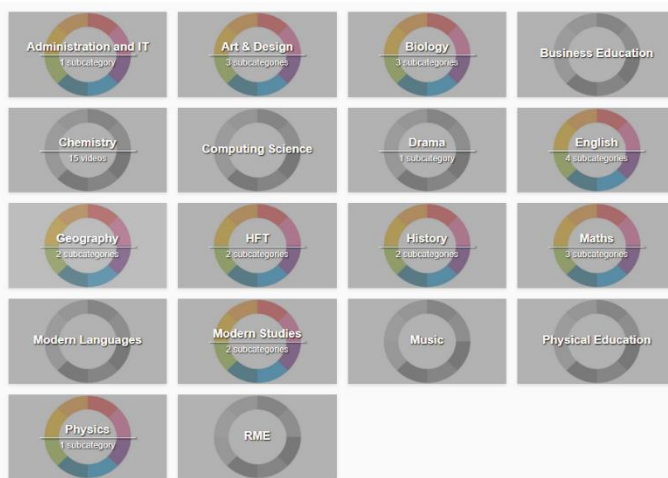 Administration and IT
1 subcategory
Art & Design
3 subcategories
Biology
3 subcategories
Business Education
Chemistry
15 videos
Computing Science
Drama
1 subcategory
English
4 subcategories
Geography
2 subcategories
HFT
2 subcategories
History
2 subcategories
Maths
3 subcategories
Modern Languages
Modern Studies
2 subcategories
Music
Physical Education
Physics
1 subcategory
RME